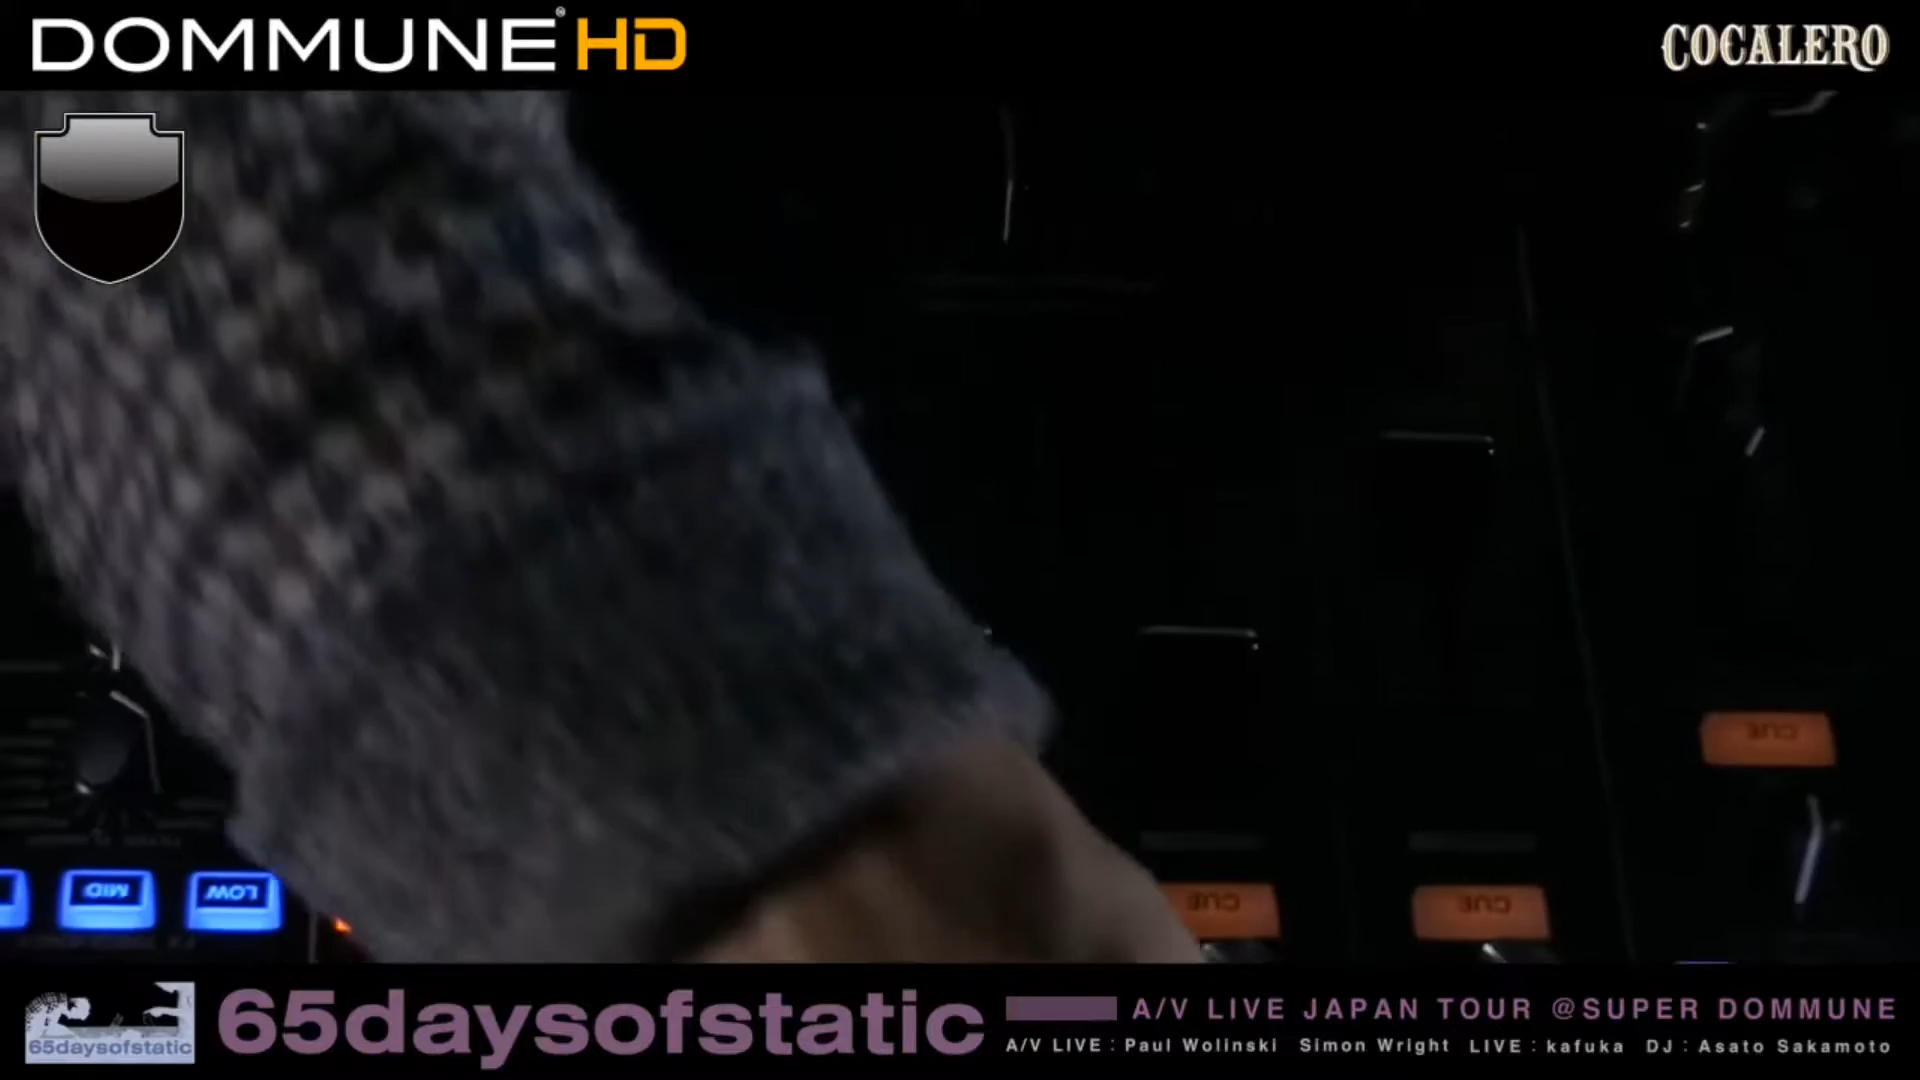 DOMMUNE® HD
COCALERO
MID
LOW
CUE
CUE
CUE
65daysofstatic
65daysofstatic
A/V LIVE JAPAN TOUR @SUPER DOMMUNE
A/V LIVE : Paul Wolinski Simon Wright LIVE : kafuka DJ : Asato Sakamoto